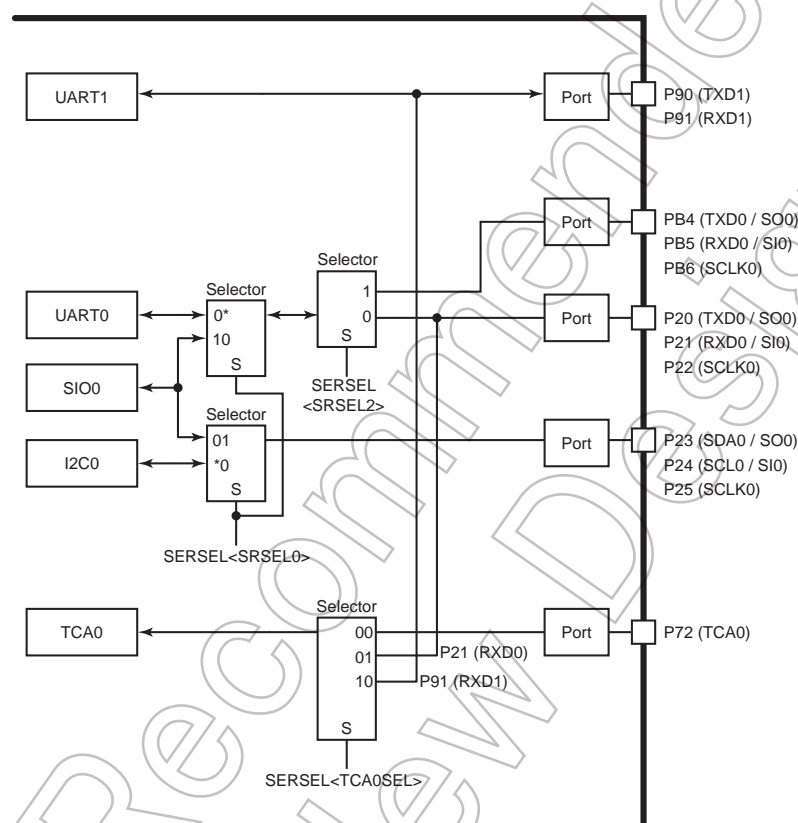 UART1
Port
P90 (TXD1)
P91 (RXD1)
Port
PB4 (TXD0 / SO0)
PB5 (RXD0 / SI0)
PB6 (SCLK0)
Selector
1
0
S
SERSEL
<SRSEL2>
UART0
Selector
0*
10
S
Port
P20 (TXD0 / SO0)
P21 (RXD0 / SI0)
P22 (SCLK0)
SIO0
I2C0
Selector
01
*0
S
SERSEL<SRSEL0>
Port
P23 (SDA0 / SO0)
P24 (SCL0 / SI0)
P25 (SCLK0)
TCA0
Selector
00
01
10
S
P21 (RXD0)
P91 (RXD1)
SERSEL<TCA0SEL>
Port
P72 (TCA0)